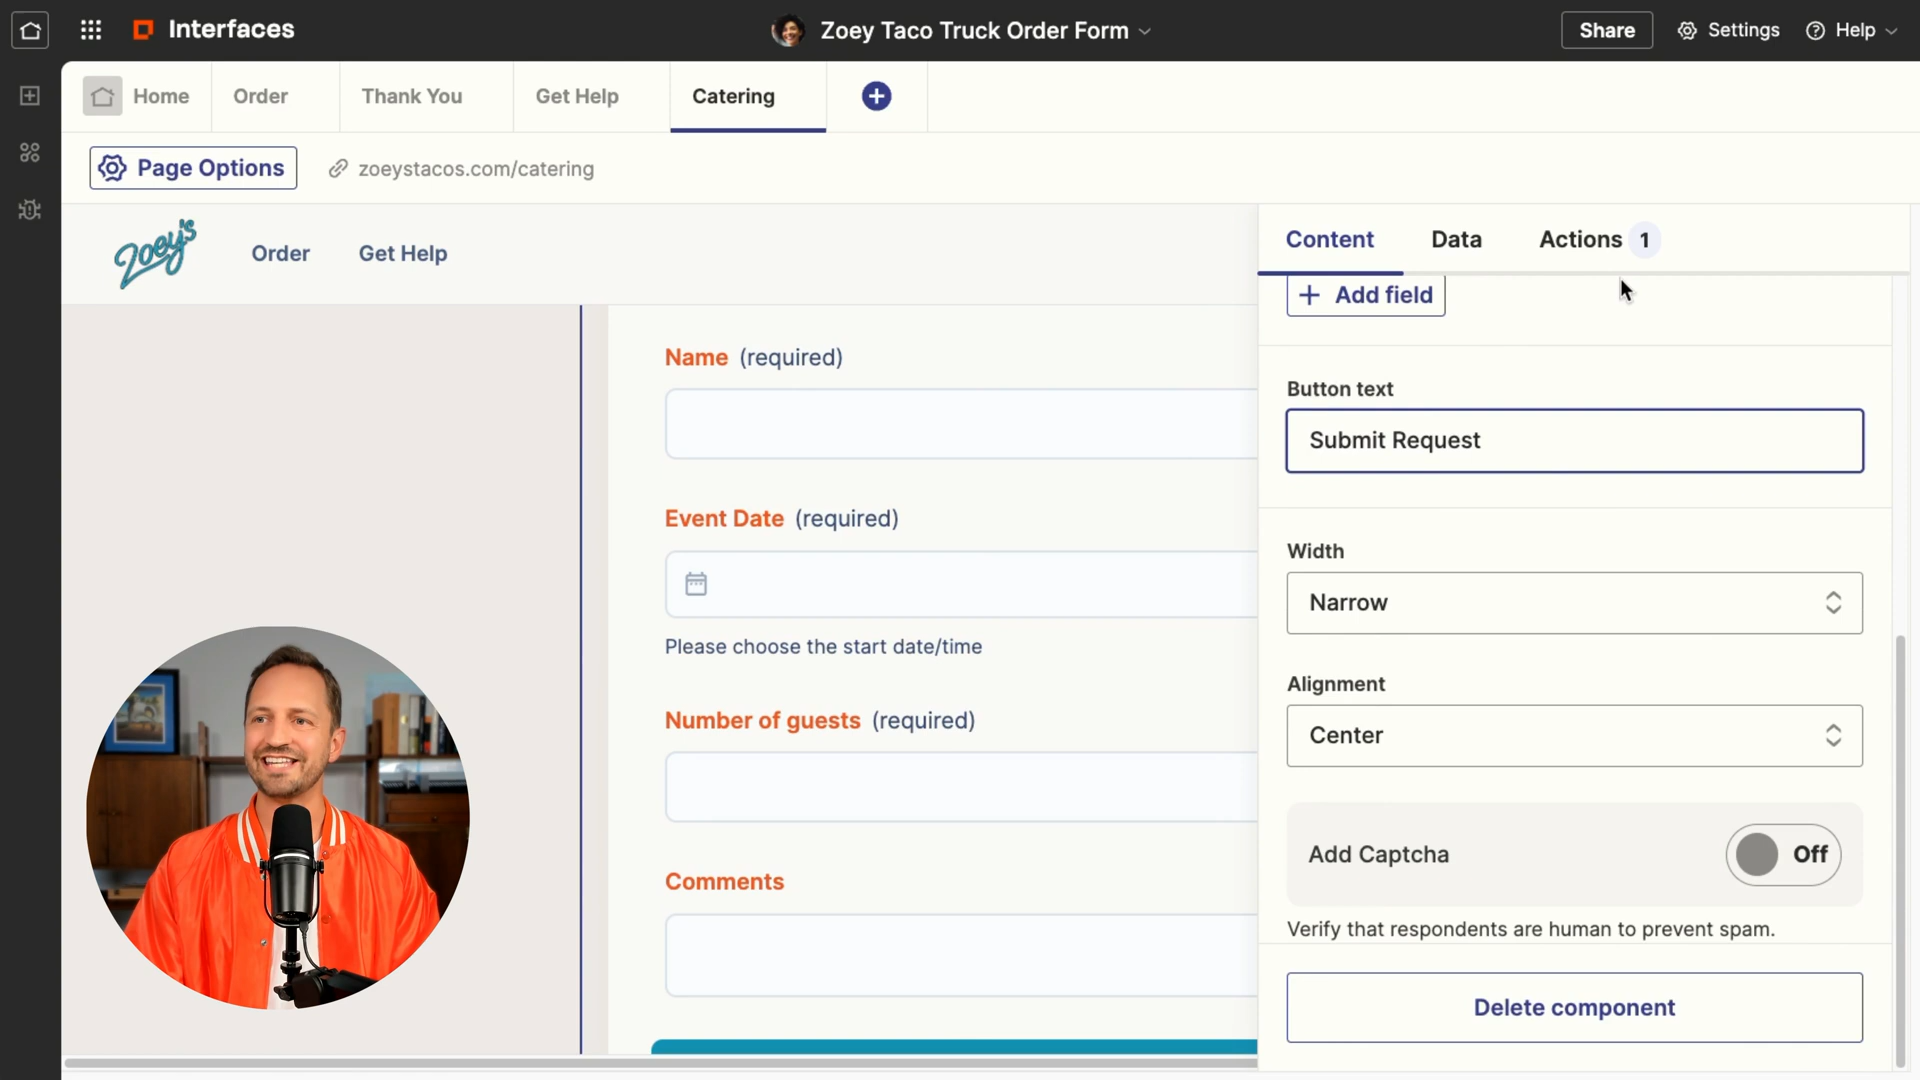 Interfaces
Zoey Taco Truck Order Form
Share
Settings
Help
Home
Order
Thank You
Get Help
Catering
Page Options
zoeystacos.com/catering
Zoey's
Order
Get Help
Content
Data
Actions 1
Add field
Name (required)
Button text
Submit Request
Event Date (required)
Please choose the start date/time
Width
Narrow
Number of guests (required)
Alignment
Center
Comments
Add Captcha
Off
Verify that respondents are human to prevent spam.
Delete component